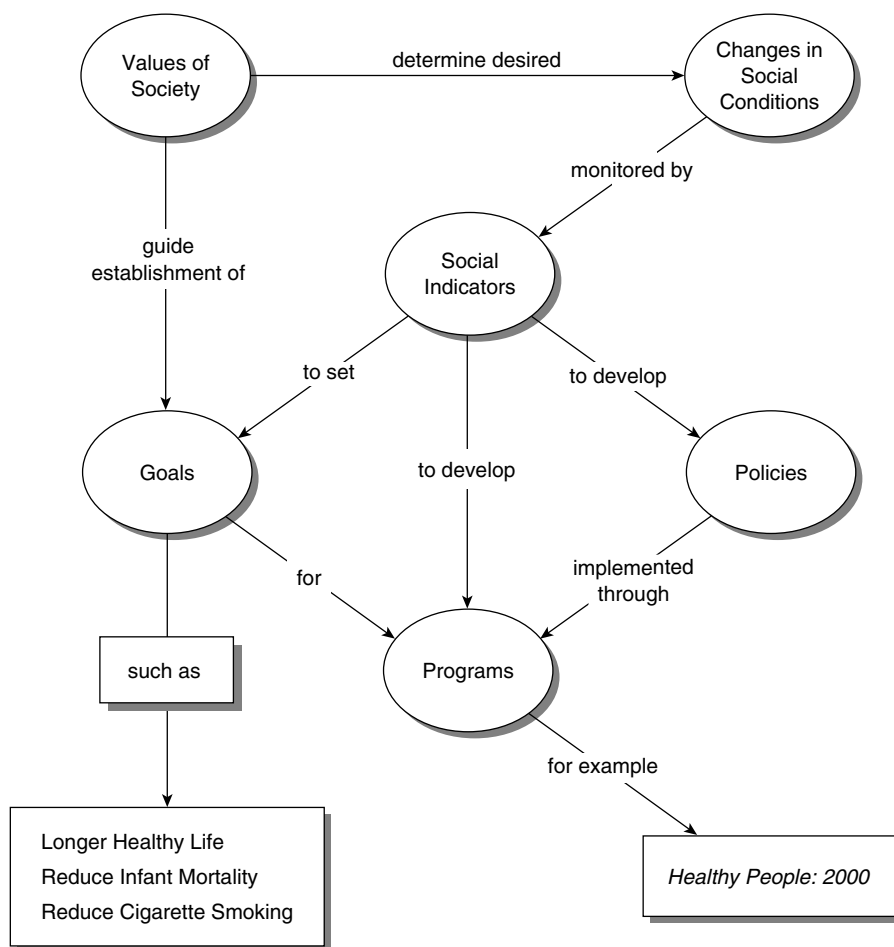 Values of
Society
determine desired
Changes in
Social
Conditions
monitored by
guide
establishment of
Social
Indicators
to set
to develop
Goals
to develop
Policies
for
implemented
through
such as
Programs
for example
Longer Healthy Life
Reduce Infant Mortality
Reduce Cigarette Smoking
Healthy People: 2000